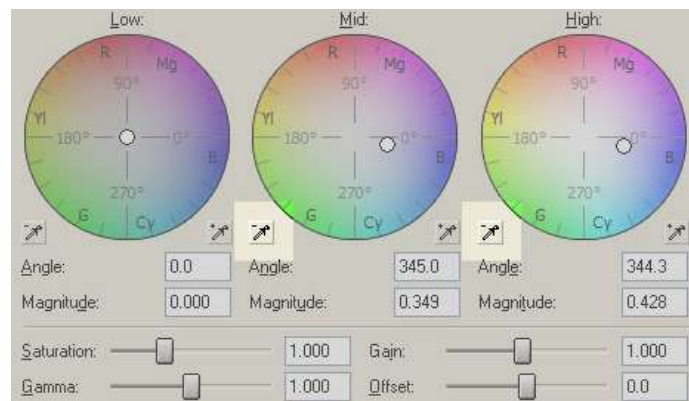 Low: Mid: High:
R Mg R Mg R Mg
90° 90° 90°
Yl Yl Yl
180° 0° 180° 0° 180° 0°
B B B
270° 270° 270°
G Cy G Cy G Cy
Angle: 0.0 Angle: 345.0 Angle: 344.3
Magnitude: 0.000 Magnitude: 0.349 Magnitude: 0.428
Saturation: 1.000 Gain: 1.000
Gamma: 1.000 Offset: 0.0